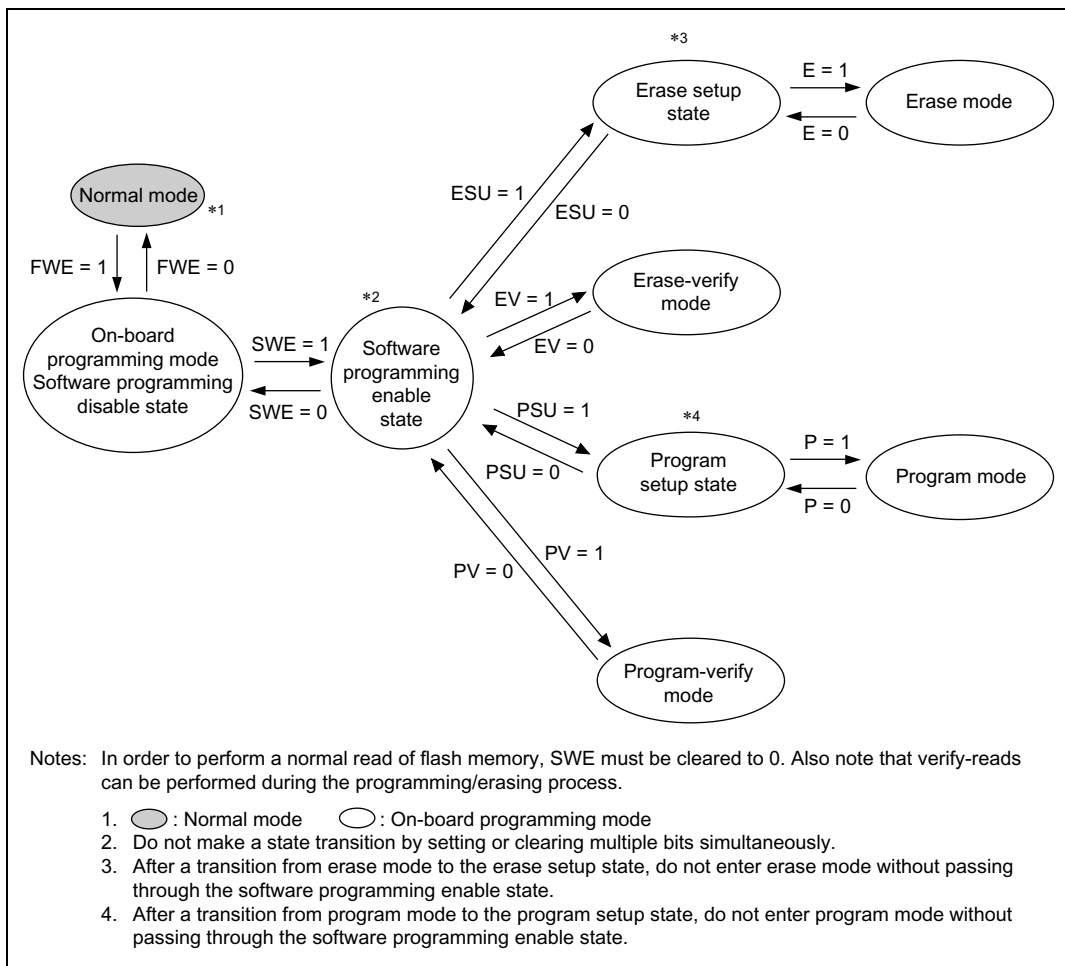 *3
Erase setup
state
E = 1
E = 0
Erase mode
Normal mode
*1
ESU = 1
ESU = 0
FWE = 1
FWE = 0
*2
Erase-verify
mode
EV = 1
EV = 0
On-board
programming mode
Software programming
disable state
SWE = 1
SWE = 0
Software
programming
enable
state
PSU = 1
PSU = 0
*4
Program
setup state
P = 1
P = 0
Program mode
PV = 1
PV = 0
Program-verify
mode
Notes: In order to perform a normal read of flash memory, SWE must be cleared to 0. Also note that verify-reads
can be performed during the programming/erasing process.
1. : Normal mode : On-board programming mode
2. Do not make a state transition by setting or clearing multiple bits simultaneously.
3. After a transition from erase mode to the erase setup state, do not enter erase mode without passing
through the software programming enable state.
4. After a transition from program mode to the program setup state, do not enter program mode without
passing through the software programming enable state.